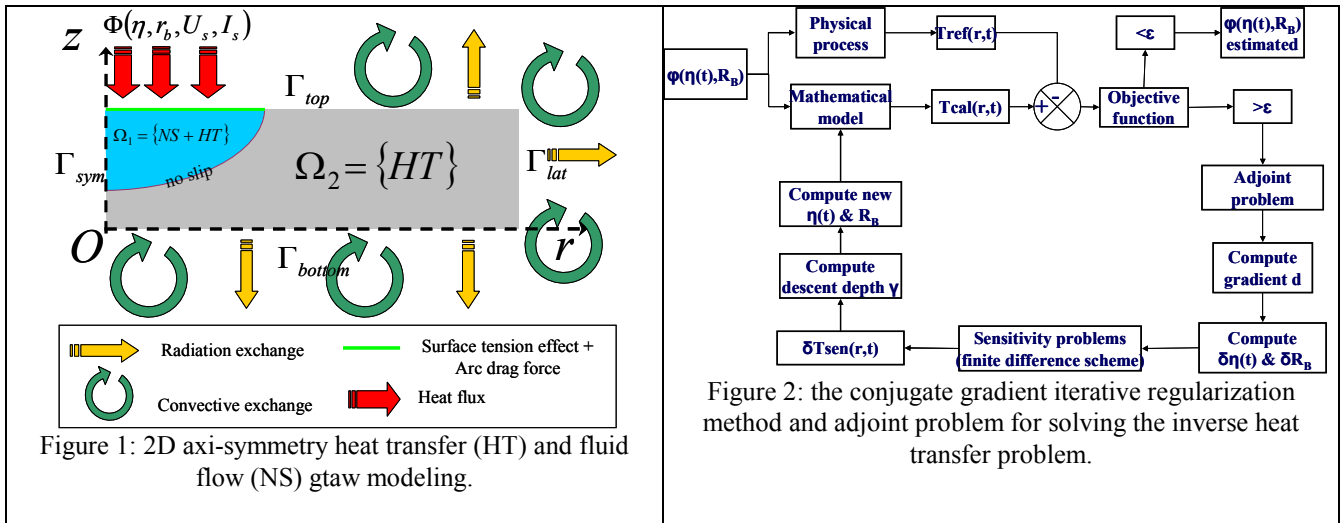 Φ(η, r_b, U_s, I_s)
z
Γ_top
Ω₁ = {NS + HT}
Γ_sym
no slip
Ω₂ = {HT}
Γ_lat
O
r
Γ_bottom
Radiation exchange
Surface tension effect +
Arc drag force
Convective exchange
Heat flux
Figure 1: 2D axi-symmetry heat transfer (HT) and fluid
flow (NS) gtaw modeling.
φ(η(t),R_B)
Physical
process
Tref(r,t)
<ε
φ(η(t),R_B)
estimated
Mathematical
model
Tcal(r,t)
+ -
Objective
function
>ε
Adjoint
problem
Compute new
η(t) & R_B
Compute
gradient d
Compute
descent depth γ
δTsen(r,t)
Sensitivity problems
(finite difference scheme)
Compute
δη(t) & δR_B
Figure 2: the conjugate gradient iterative regularization
method and adjoint problem for solving the inverse heat
transfer problem.